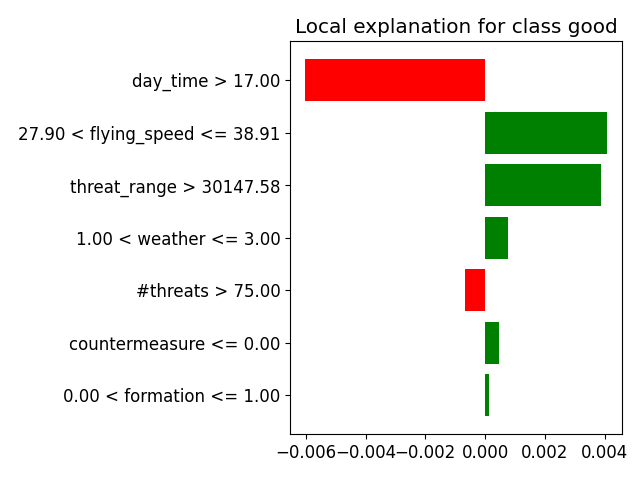 Local explanation for class good
day_time > 17.00
27.90 < flying_speed <= 38.91
threat_range > 30147.58
1.00 < weather <= 3.00
#threats > 75.00
countermeasure <= 0.00
0.00 < formation <= 1.00
−0.006 −0.004 −0.002 0.000 0.002 0.004